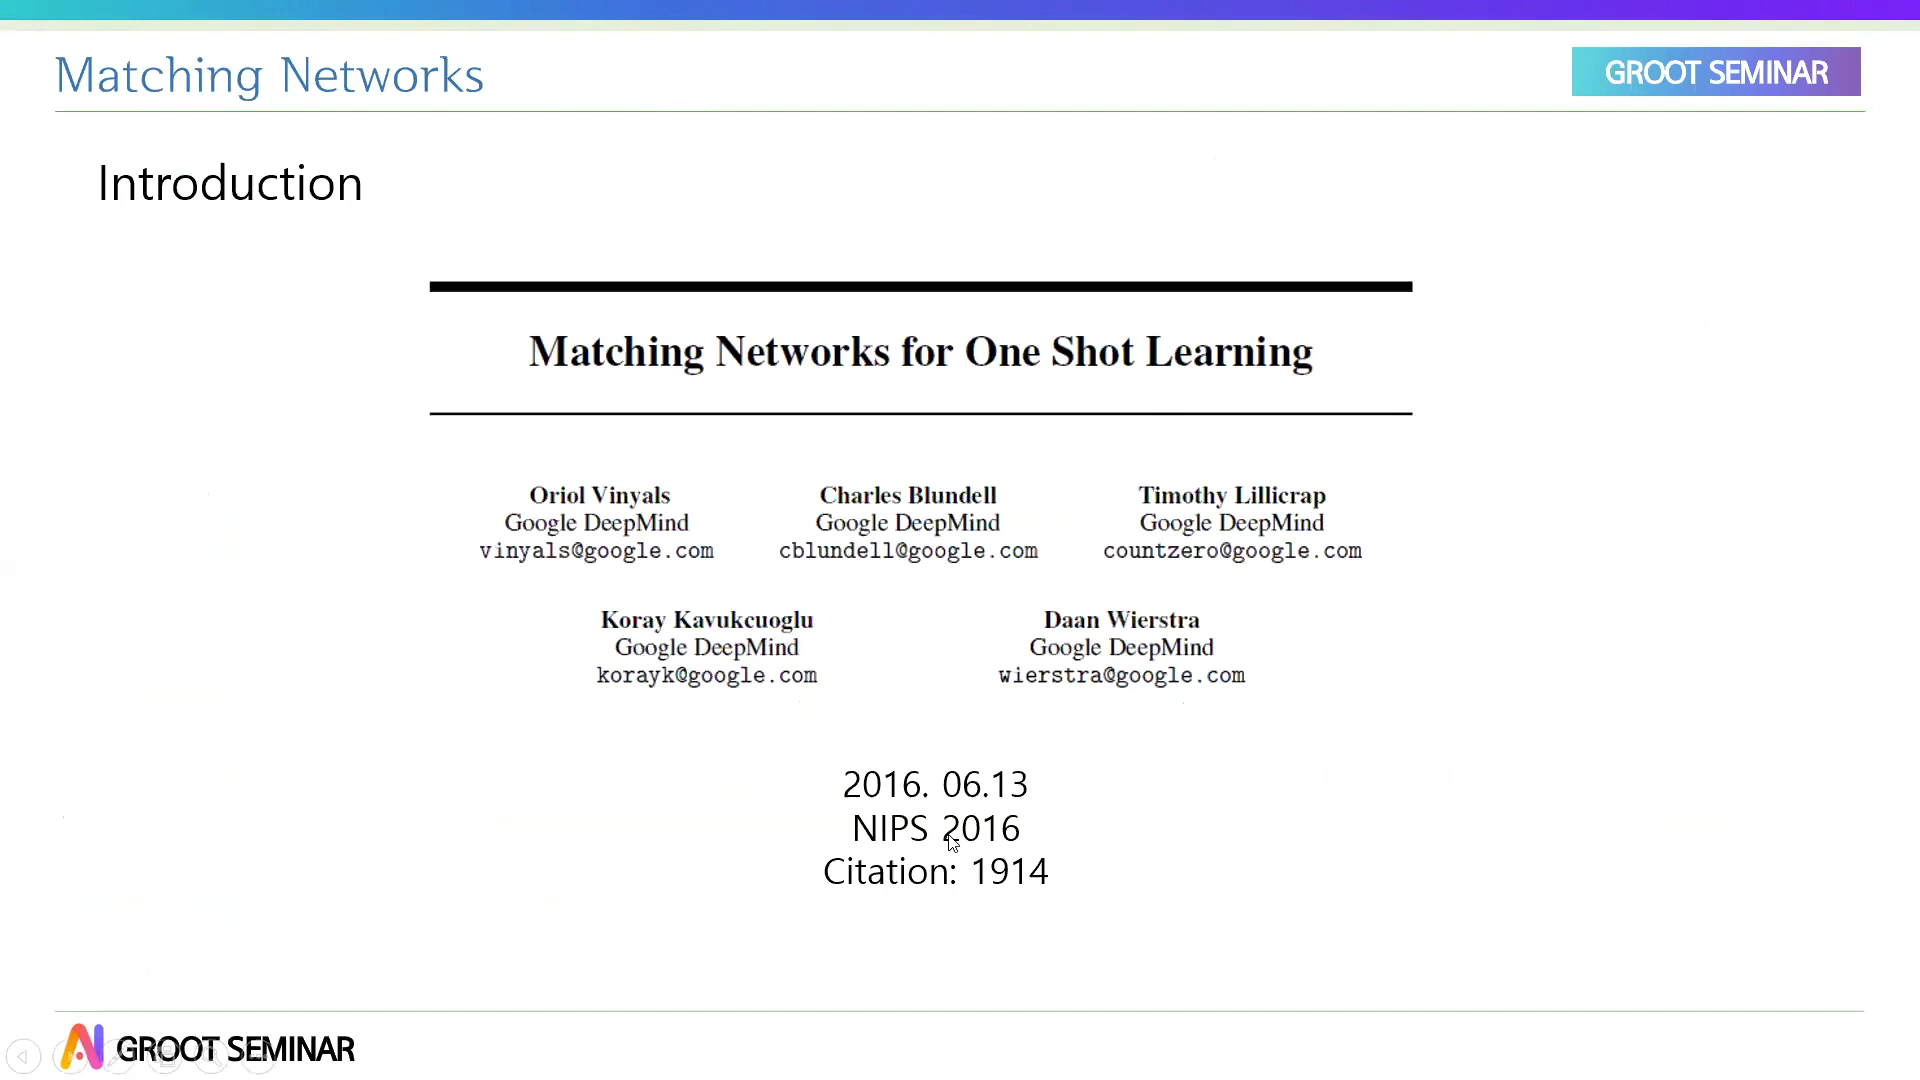 Matching Networks
GROOT SEMINAR
Introduction
Matching Networks for One Shot Learning
Oriol Vinyals
Google DeepMind
vinyals@google.com
Charles Blundell
Google DeepMind
cblundell@google.com
Timothy Lillicrap
Google DeepMind
countzero@google.com
Koray Kavukcuoglu
Google DeepMind
korayk@google.com
Daan Wierstra
Google DeepMind
wierstra@google.com
2016. 06.13
NIPS 2016
Citation: 1914
AI GROOT SEMINAR